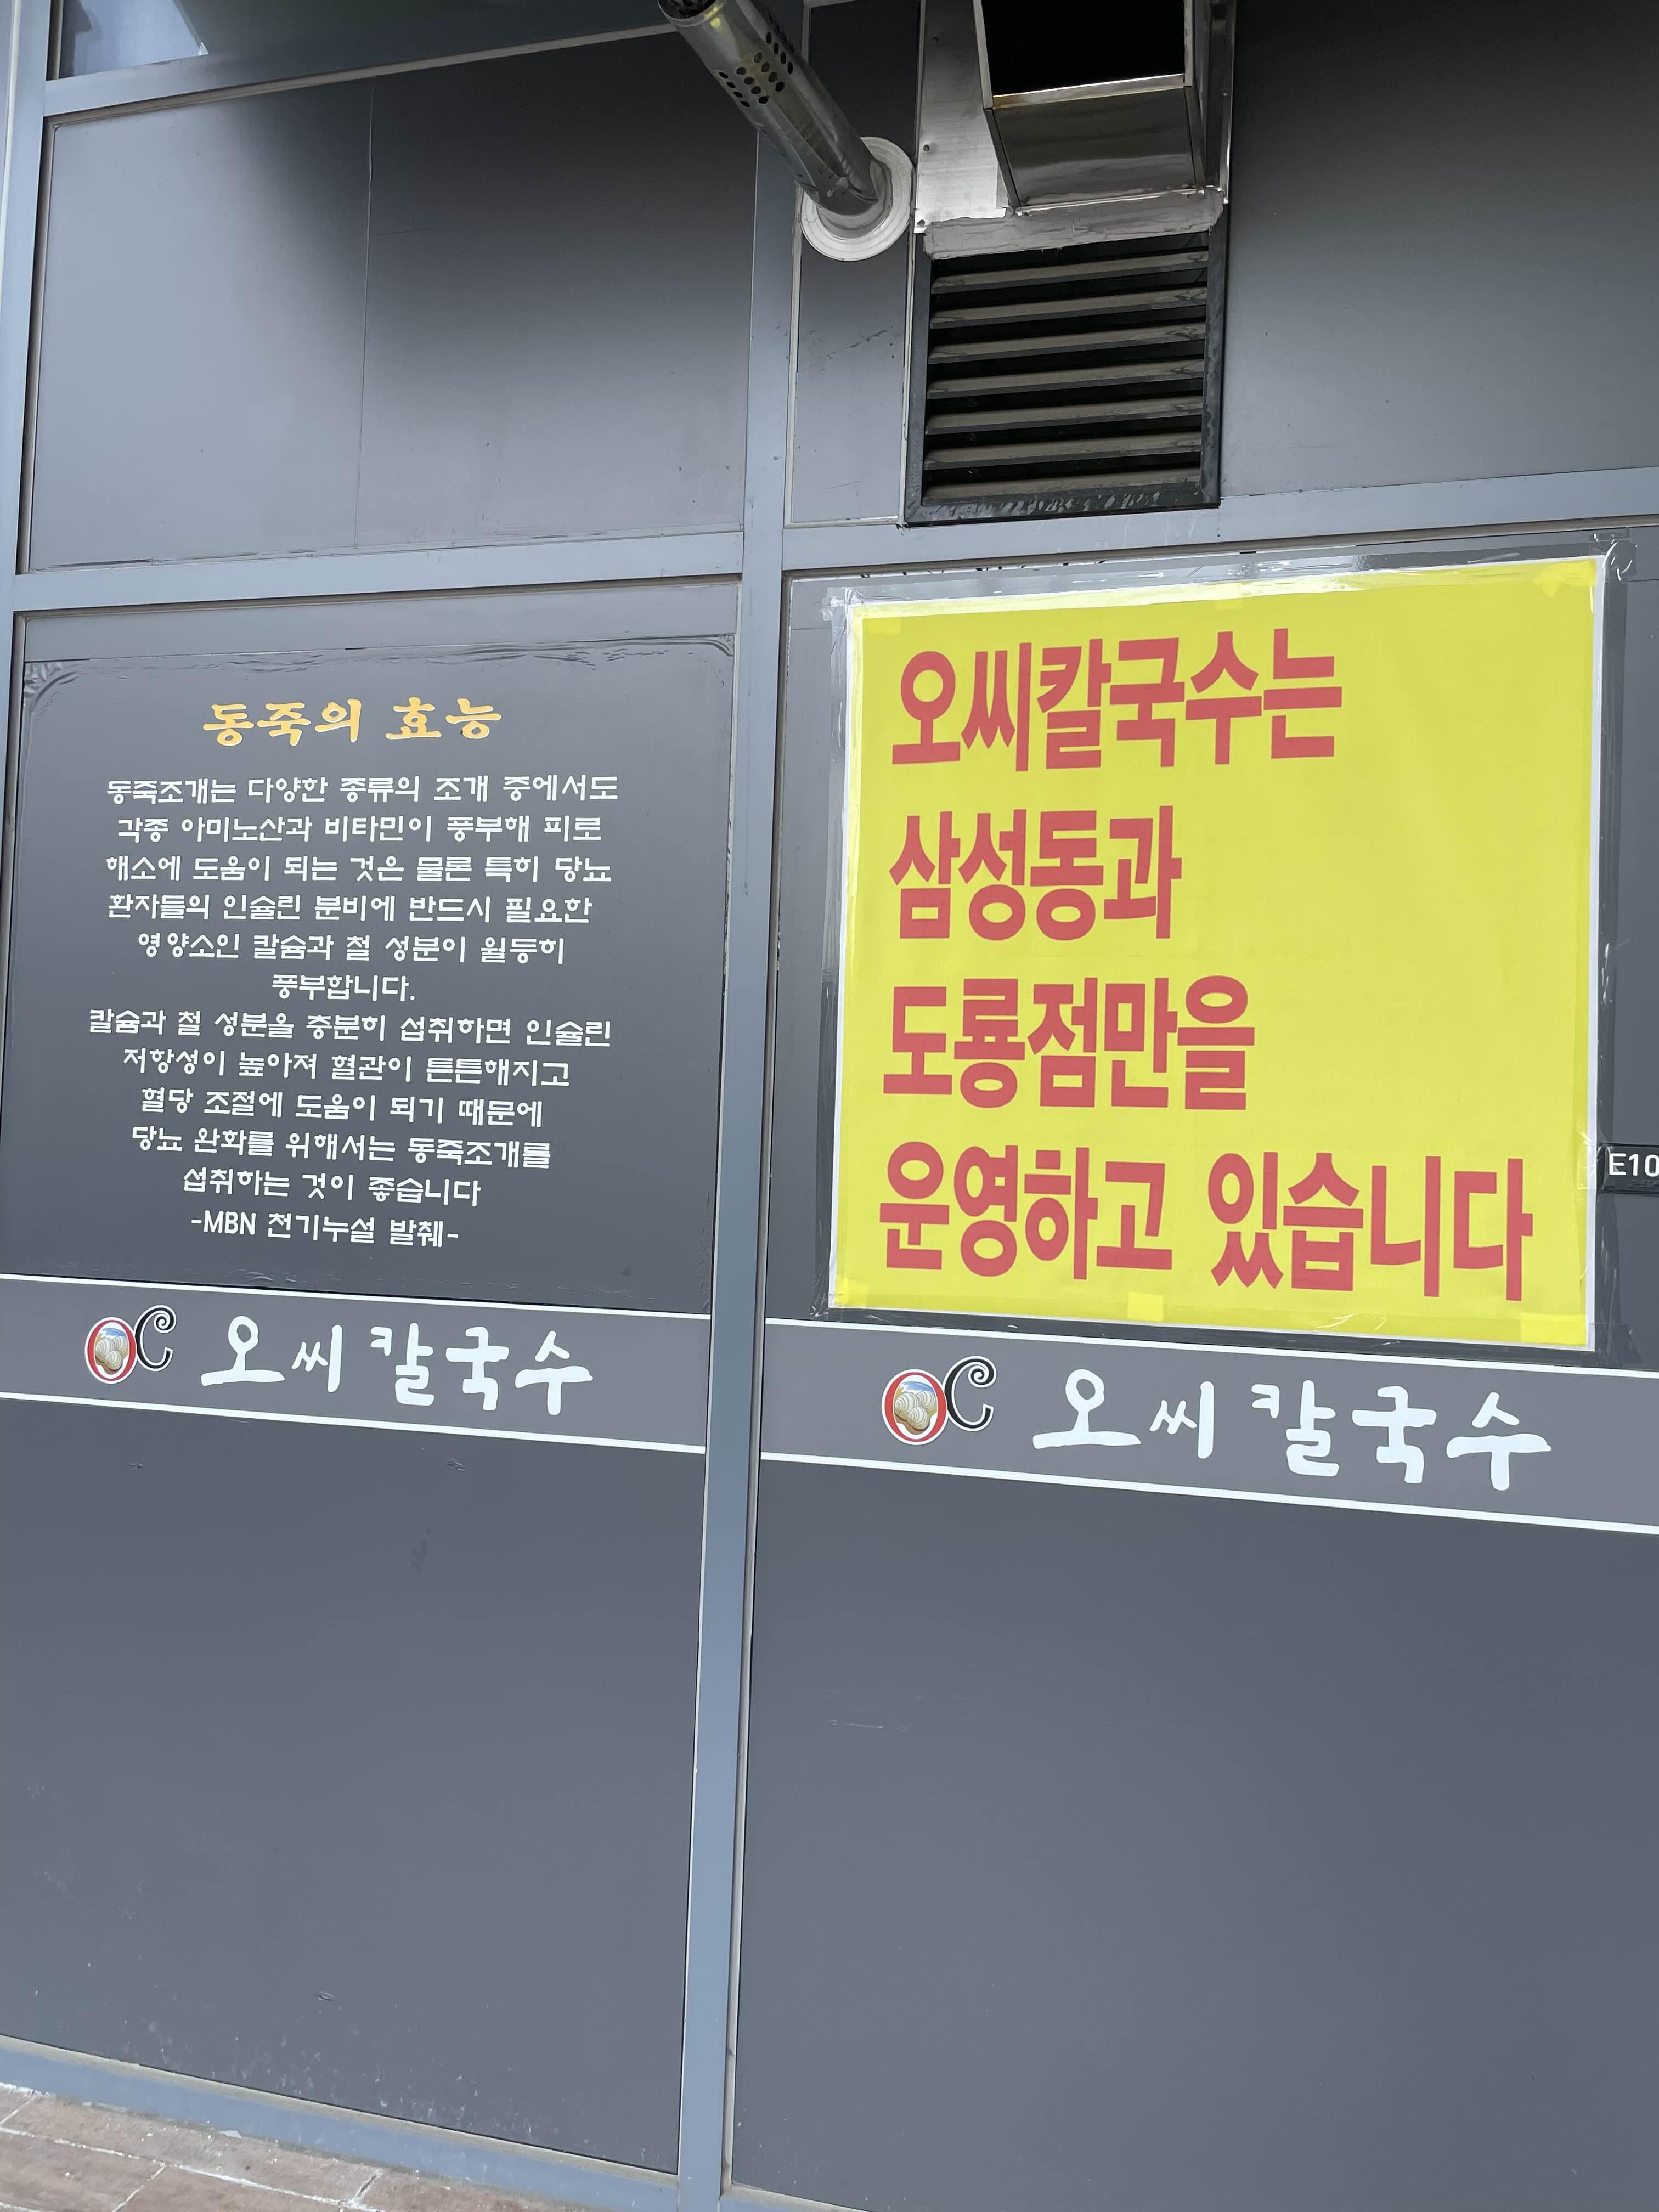 동죽의 효능
동죽조개는 다양한 종류의 조개 중에서도
각종 아미노산과 비타민이 풍부해 피로
해소에 도움이 되는 것은 물론 특히 당뇨
환자들의 인슐린 분비에 반드시 필요한
영양소인 칼슘과 철 성분이 월등히
풍부합니다.
칼슘과 철 성분을 충분히 섭취하면 인슐린
저항성이 높아져 혈관이 튼튼해지고
혈당 조절에 도움이 되기 때문에
당뇨 완화를 위해서는 동죽조개를
섭취하는 것이 좋습니다
-MBN 천기누설 발췌-
OC 오씨칼국수
오씨칼국수는
삼성동과
도룡점만을
운영하고 있습니다
E10
OC 오씨칼국수